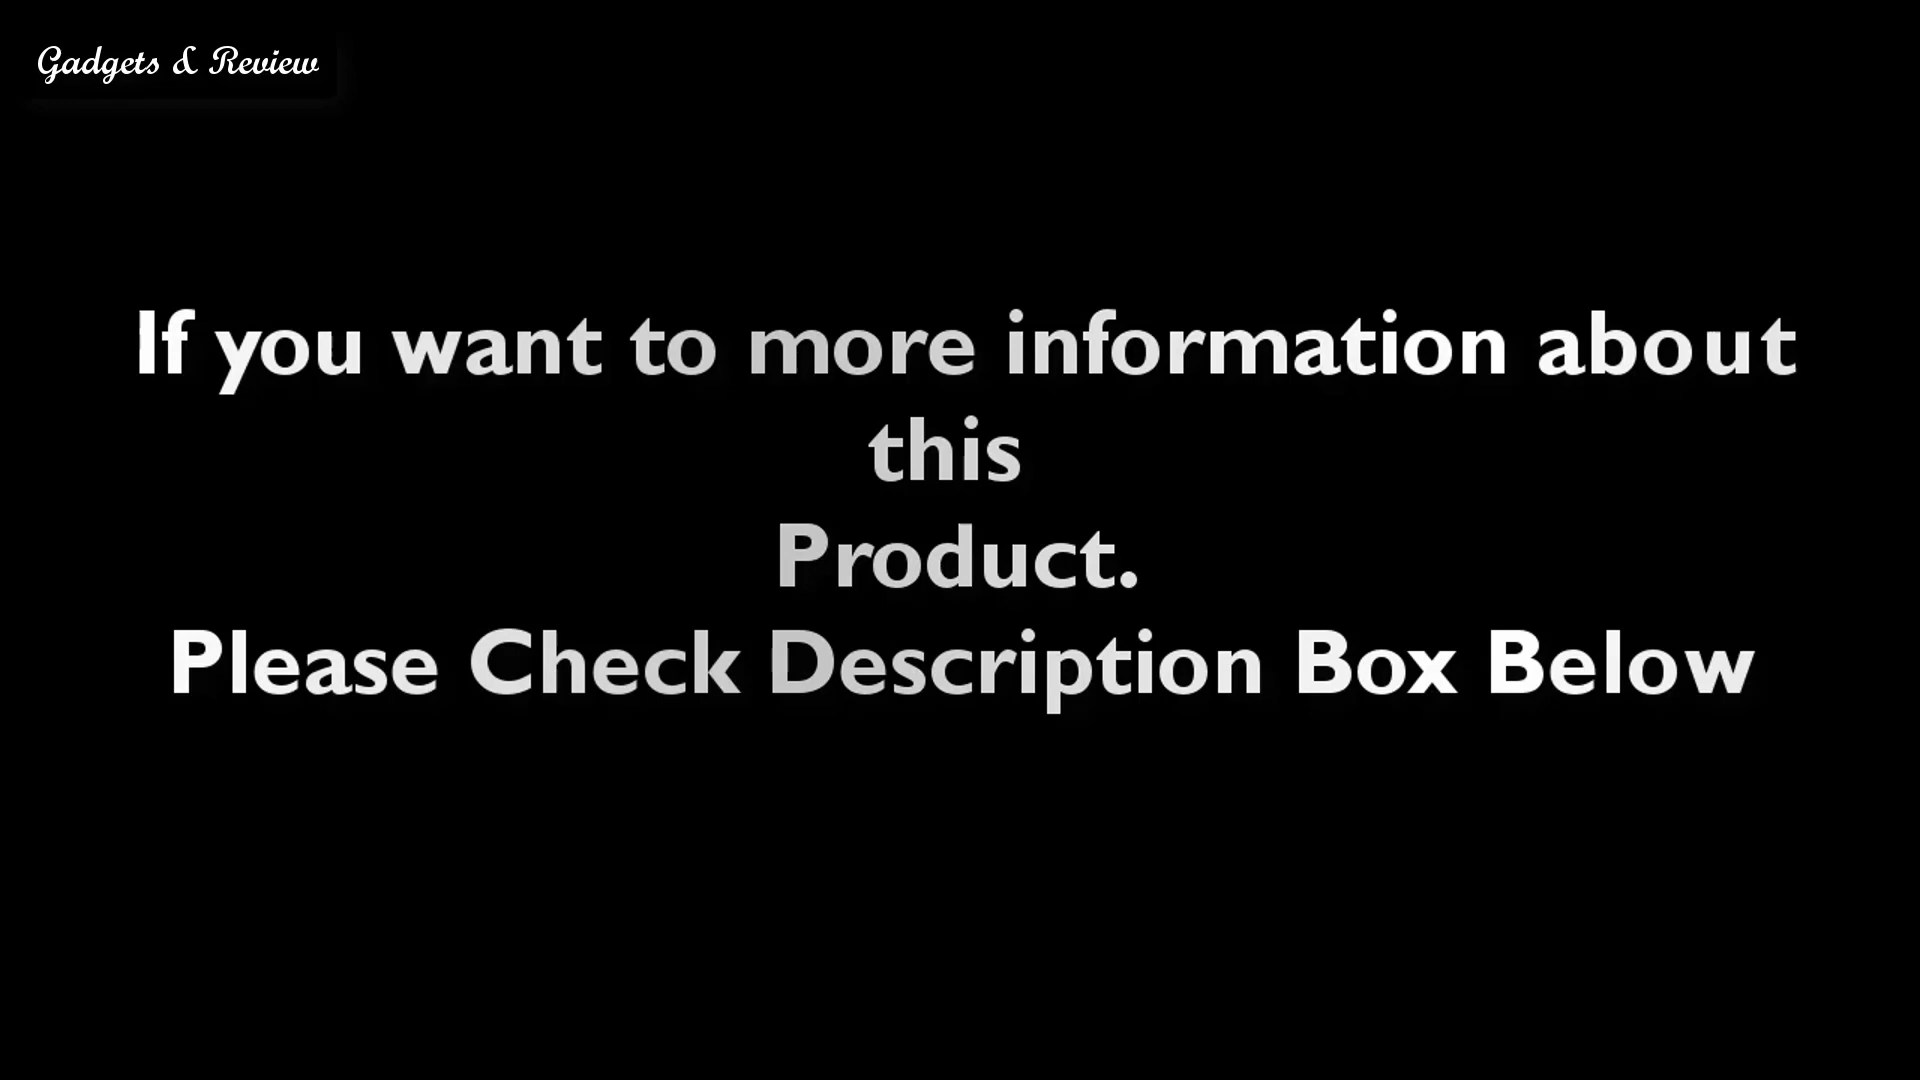 Gadgets & Review
If you want to more information about
this
Product.
Please Check Description Box Below